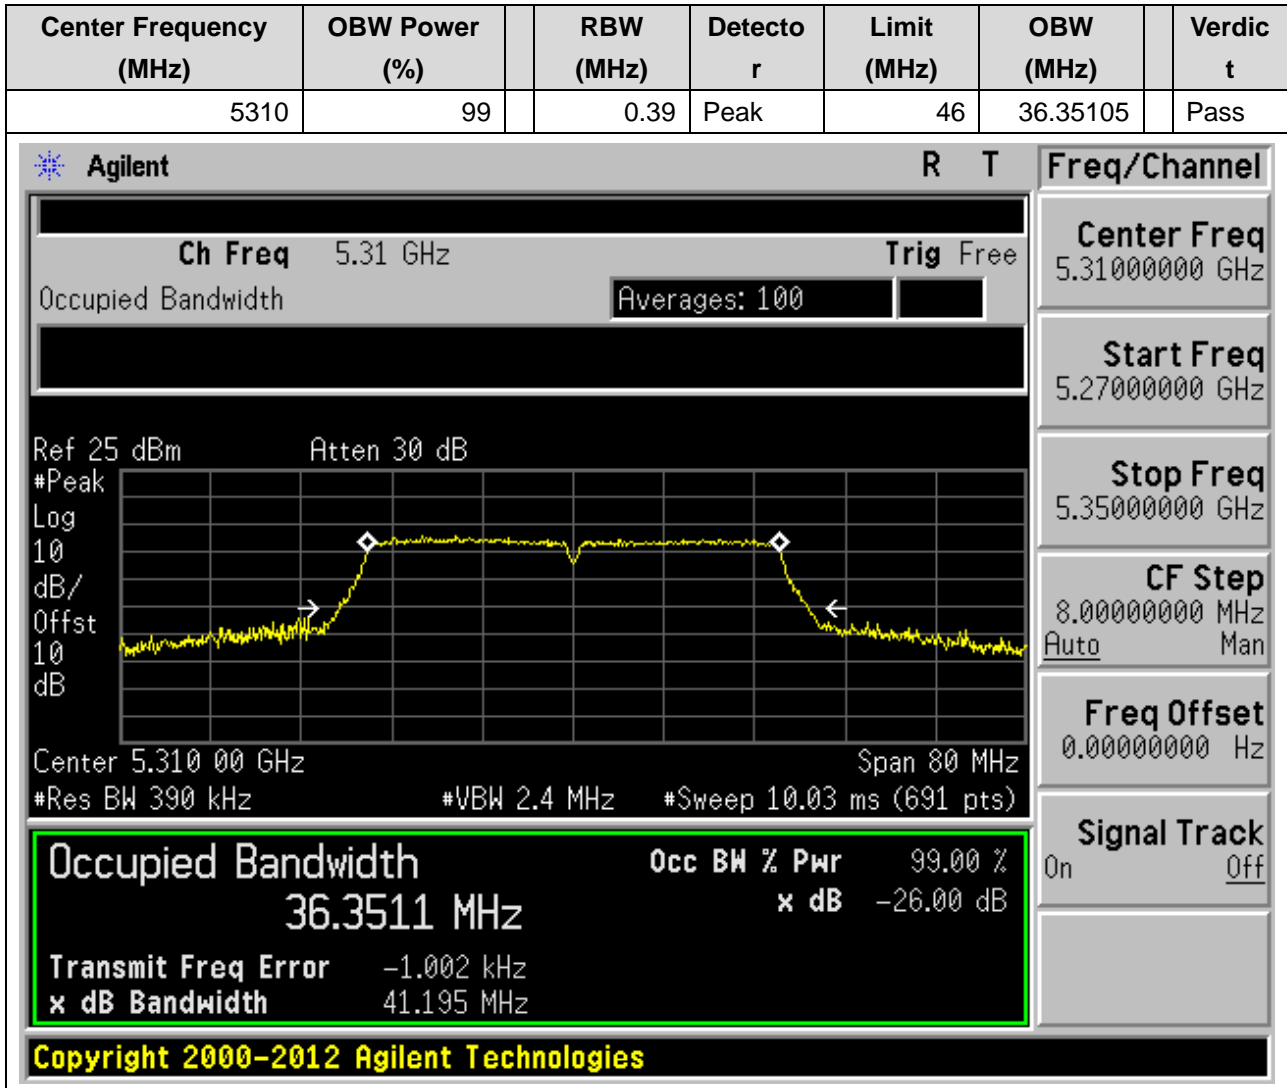 Center Frequency OBW Power RBW Detecto Limit OBW Verdic
(MHz) (%) (MHz) r (MHz) (MHz) t
5310 99 0.39 Peak 46 36.35105 Pass
Agilent R T Freq/Channel
Ch Freq 5.31 GHz Trig Free
Occupied Bandwidth Averages: 100
Center Freq
5.31000000 GHz
Start Freq
5.27000000 GHz
Stop Freq
5.35000000 GHz
CF Step
8.00000000 MHz
Auto Man
Freq Offset
0.00000000 Hz
Signal Track
On Off
Ref 25 dBm Atten 30 dB
#Peak
Log
10
dB/
Offst
10
dB
Center 5.310 00 GHz Span 80 MHz
#Res BW 390 kHz #VBW 2.4 MHz #Sweep 10.03 ms (691 pts)
Occupied Bandwidth Occ BW % Pwr 99.00 %
36.3511 MHz x dB -26.00 dB
Transmit Freq Error -1.002 kHz
x dB Bandwidth 41.195 MHz
Copyright 2000-2012 Agilent Technologies